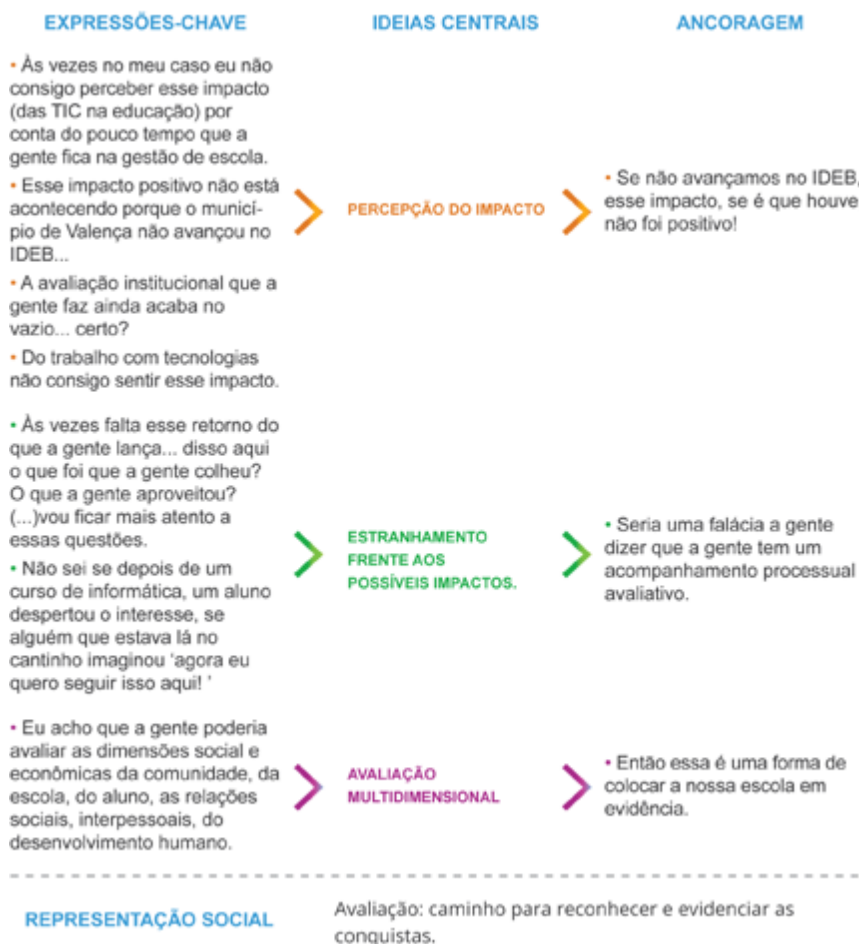 EXPRESSÕES-CHAVE
IDEIAS CENTRAIS
ANCORAGEM
• Às vezes no meu caso eu não
consigo perceber esse impacto
(das TIC na educação) por
conta do pouco tempo que a
gente fica na gestão de escola.
• Esse impacto positivo não está
acontecendo porque o municí-
pio de Valença não avançou no
IDEB...
• A avaliação institucional que a
gente faz ainda acaba no
vazio... certo?
• Do trabalho com tecnologias
não consigo sentir esse impacto.
PERCEPÇÃO DO IMPACTO
• Se não avançamos no IDEB,
esse impacto, se é que houve
não foi positivo!
• Às vezes falta esse retorno do
que a gente lança... disso aqui
o que foi que a gente colheu?
O que a gente aproveitou?
(...)vou ficar mais atento a
essas questões.
• Não sei se depois de um
curso de informática, um aluno
despertou o interesse, se
alguém que estava lá no
cantinho imaginou ‘agora eu
quero seguir isso aqui! ’
ESTRANHAMENTO
FRENTE AOS
POSSÍVEIS IMPACTOS.
• Seria uma falácia a gente
dizer que a gente tem um
acompanhamento processual
avaliativo.
• Eu acho que a gente poderia
avaliar as dimensões social e
econômicas da comunidade, da
escola, do aluno, as relações
sociais, interpessoais, do
desenvolvimento humano.
AVALIAÇÃO
MULTIDIMENSIONAL
• Então essa é uma forma de
colocar a nossa escola em
evidência.
REPRESENTAÇÃO SOCIAL
Avaliação: caminho para reconhecer e evidenciar as
conquistas.